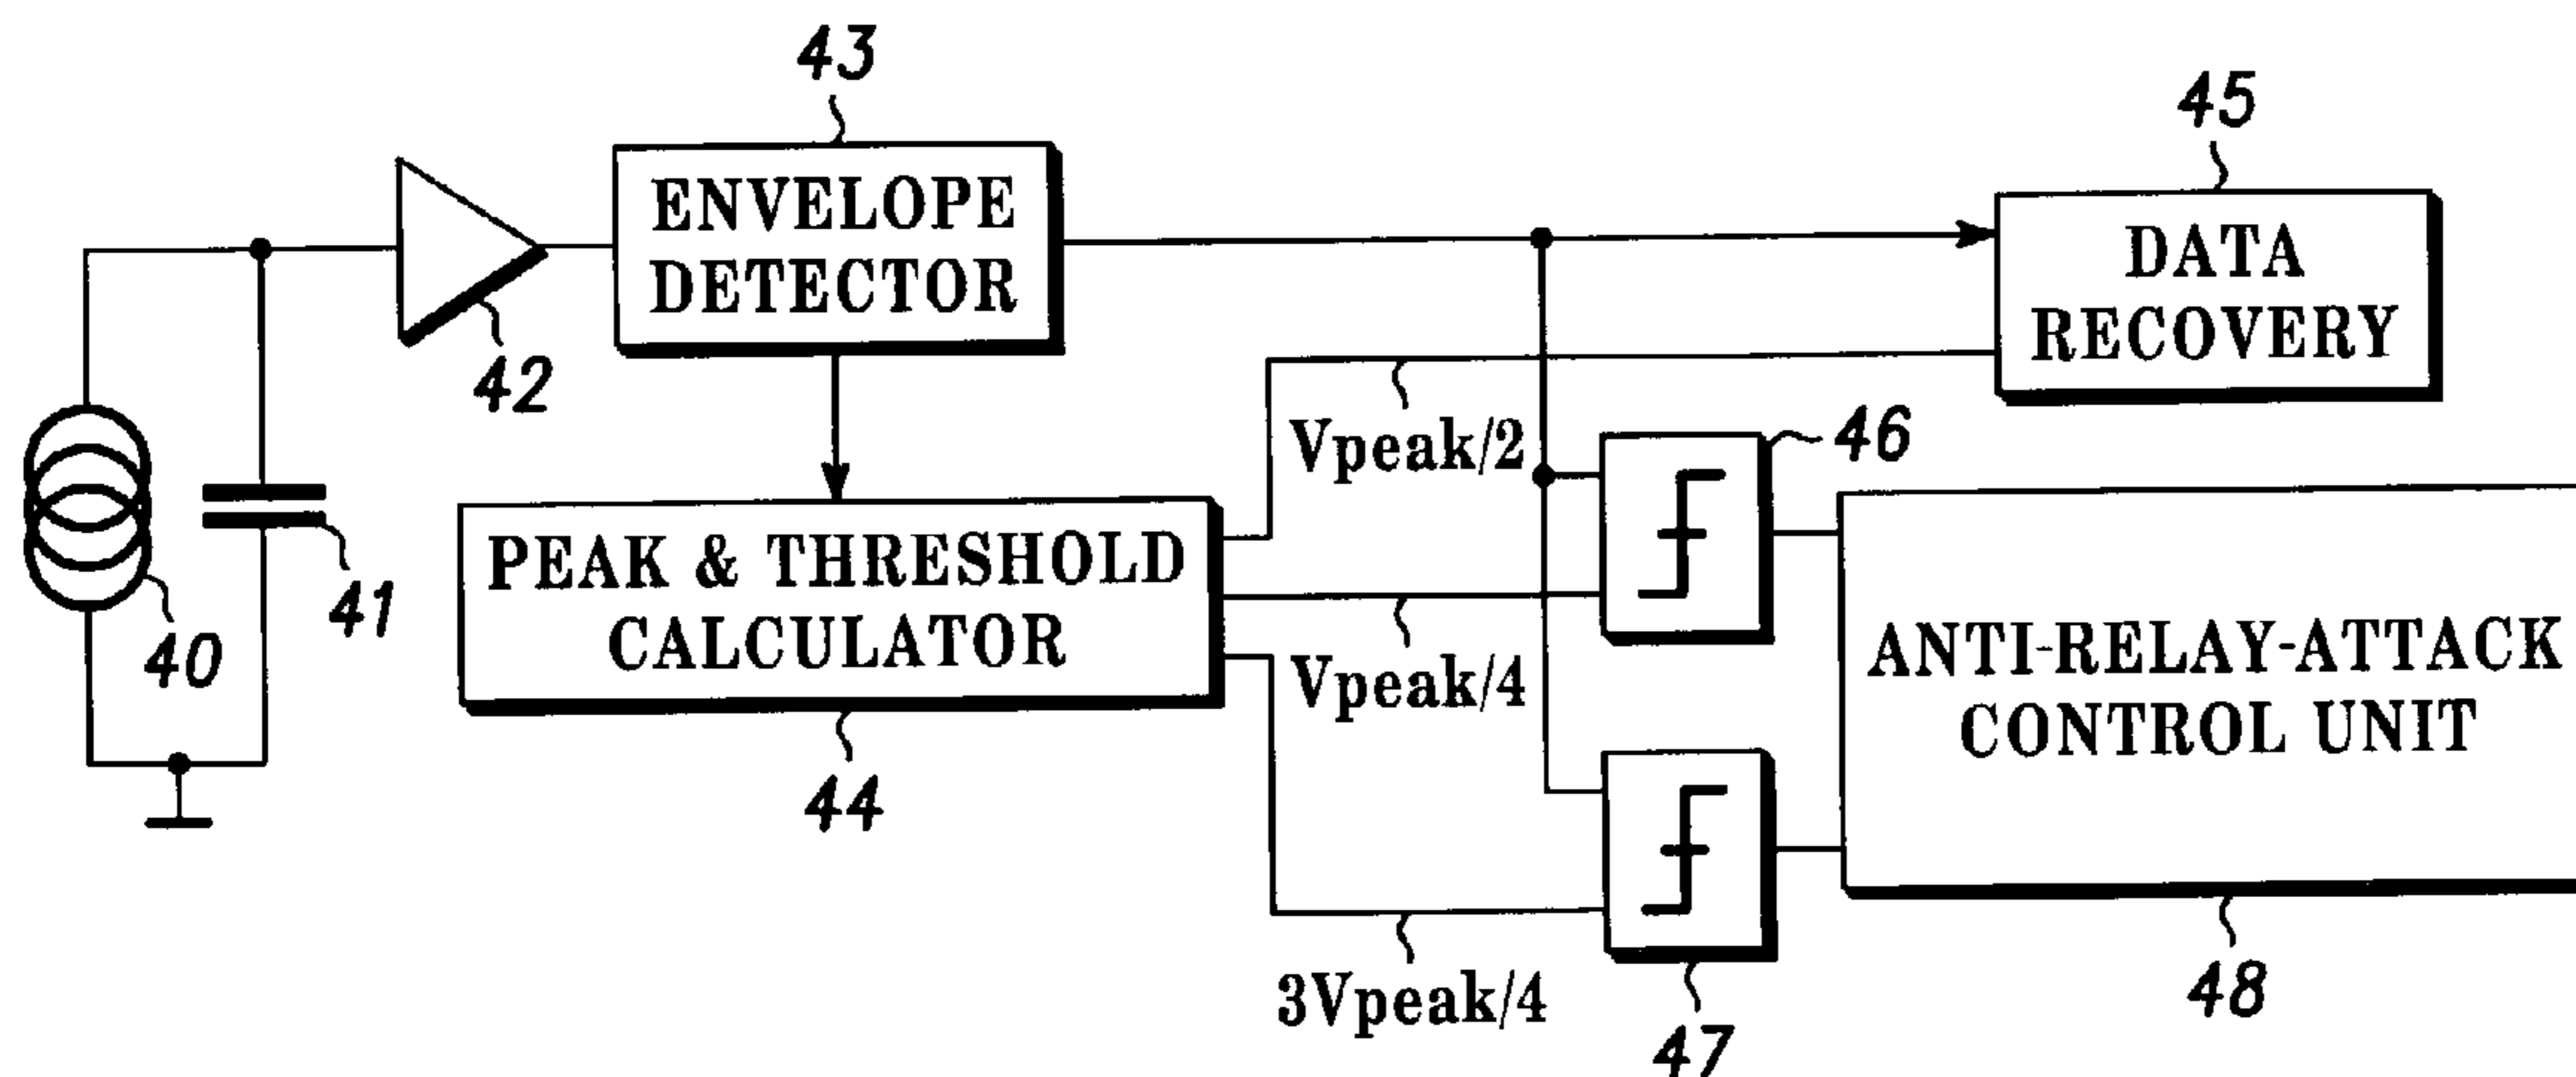 43
45
ENVELOPE
DETECTOR
DATA
RECOVERY
42
46
Vpeak/2
PEAK & THRESHOLD
CALCULATOR
41
40
Vpeak/4
ANTI-RELAY-ATTACK
CONTROL UNIT
44
3Vpeak/4
47
48